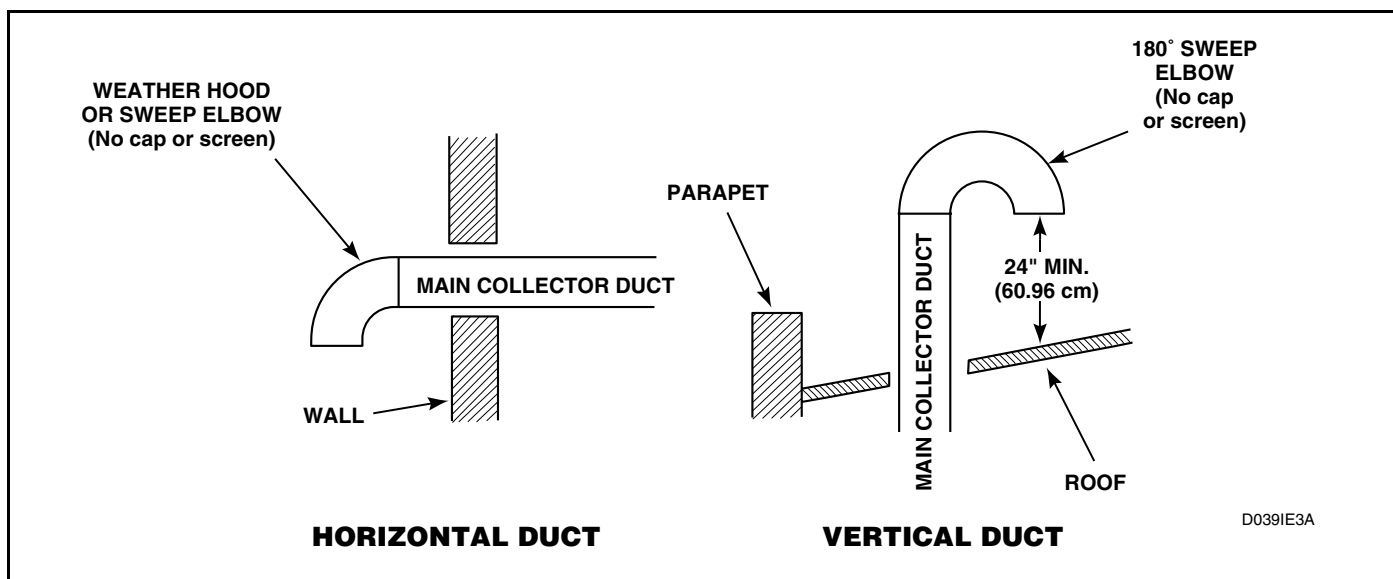 WEATHER HOOD
OR SWEEP ELBOW
(No cap or screen)
MAIN COLLECTOR DUCT
WALL
HORIZONTAL DUCT
180˚ SWEEP
ELBOW
(No cap
or screen)
PARAPET
MAIN COLLECTOR DUCT
24" MIN.
(60.96 cm)
ROOF
VERTICAL DUCT
D039IE3A